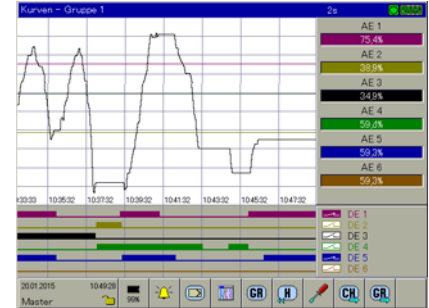 Kurven - Gruppe 1 2s
AE 1
75,4%
AE 2
38,9%
AE 3
34,9%
AE 4
59,6%
AE 5
59,3%
AE 6
59,3%
10:35:32 10:37:32 10:39:32 10:41:32 10:43:32 10:45:32 10:47:32
DE 1
DE 2
DE 3
DE 4
DE 5
DE 6
20.01.2015 10:49:28
Master 99% GR H CH GR